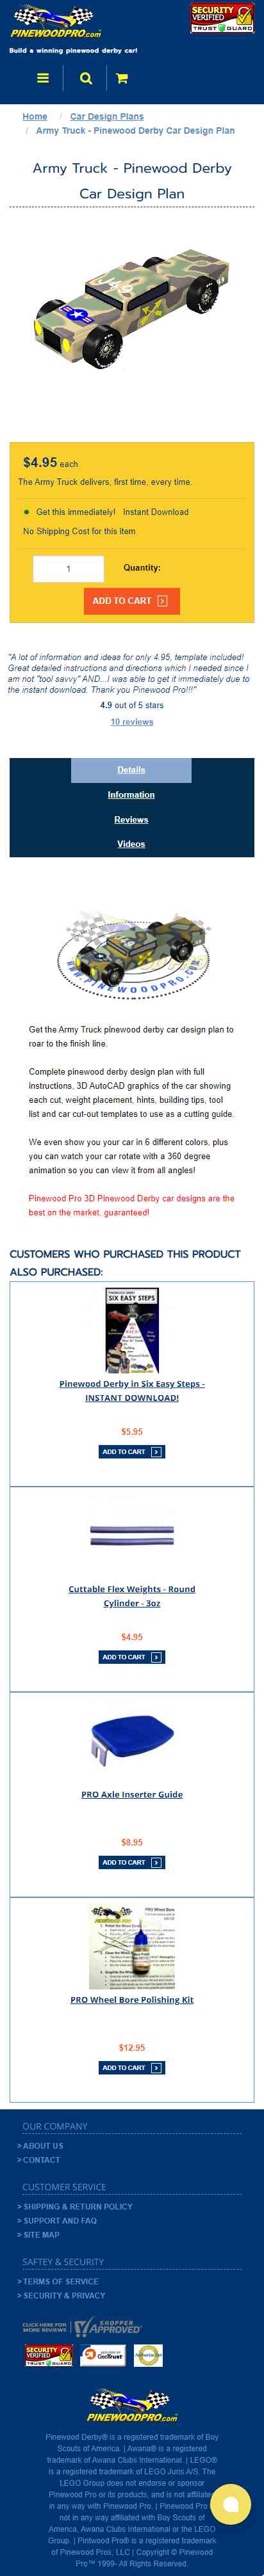 PINEWOODPRO.COM
Build a winning pinewood derby car!
SECURITY
VERIFIED
TRUST GUARD
Home / Car Design Plans
/ Army Truck - Pinewood Derby Car Design Plan
Army Truck - Pinewood Derby
Car Design Plan
$4.95 each
The Army Truck delivers, first time, every time.
Get this immediately! Instant Download
No Shipping Cost for this item
1
Quantity:
ADD TO CART
"A lot of information and ideas for only 4.95, template included!
Great detailed instructions and directions which I needed since I
am not "tool savvy" AND...I was able to get it immediately due to
the instant download. Thank you Pinewood Pro!!!"
4.9 out of 5 stars
10 reviews
Details
Information
Reviews
Videos
WWW.PINEWOODPRO.COM
Get the Army Truck pinewood derby car design plan to
roar to the finish line.
Complete pinewood derby design plan with full
instructions, 3D AutoCAD graphics of the car showing
each cut, weight placement, hints, building tips, tool
list and car cut-out templates to use as a cutting guide.
We even show you your car in 6 different colors, plus
you can watch your car rotate with a 360 degree
animation so you can view it from all angles!
Pinewood Pro 3D Pinewood Derby car designs are the
best on the market, guaranteed!
CUSTOMERS WHO PURCHASED THIS PRODUCT
ALSO PURCHASED:
SIX EASY STEPS
Pinewood Derby in Six Easy Steps -
INSTANT DOWNLOAD!
$5.95
ADD TO CART
Cuttable Flex Weights - Round
Cylinder - 3oz
$4.95
ADD TO CART
PRO Axle Inserter Guide
$8.95
ADD TO CART
PRO Wheel Bore Polishing Kit
$12.95
ADD TO CART
OUR COMPANY
> ABOUT US
> CONTACT
CUSTOMER SERVICE
> SHIPPING & RETURN POLICY
> SUPPORT AND FAQ
> SITE MAP
SAFTEY & SECURITY
> TERMS OF SERVICE
> SECURITY & PRIVACY
CLICK HERE FOR
MORE REVIEWS
SHOPPER
APPROVED
SECURITY
VERIFIED
TRUST GUARD
GeoTrust
Authorize.Net
PINEWOODPRO.COM
Pinewood Derby® is a registered trademark of Boy
Scouts of America. | Awana® is a registered
trademark of Awana Clubs International. | LEGO®
is a registered trademark of LEGO Juris A/S. The
LEGO Group does not endorse or sponsor
Pinewood Pro or its products, and is not affiliated
in any way with Pinewood Pro. | Pinewood Pro is
not in any way affiliated with Boy Scouts of
America, Awana Clubs International or the LEGO
Group. | Pintwood Pro® is a registered trademark
of Pinewood Pros, LLC | Copyright © Pinewood
Pro™ 1999- All Rights Reserved.